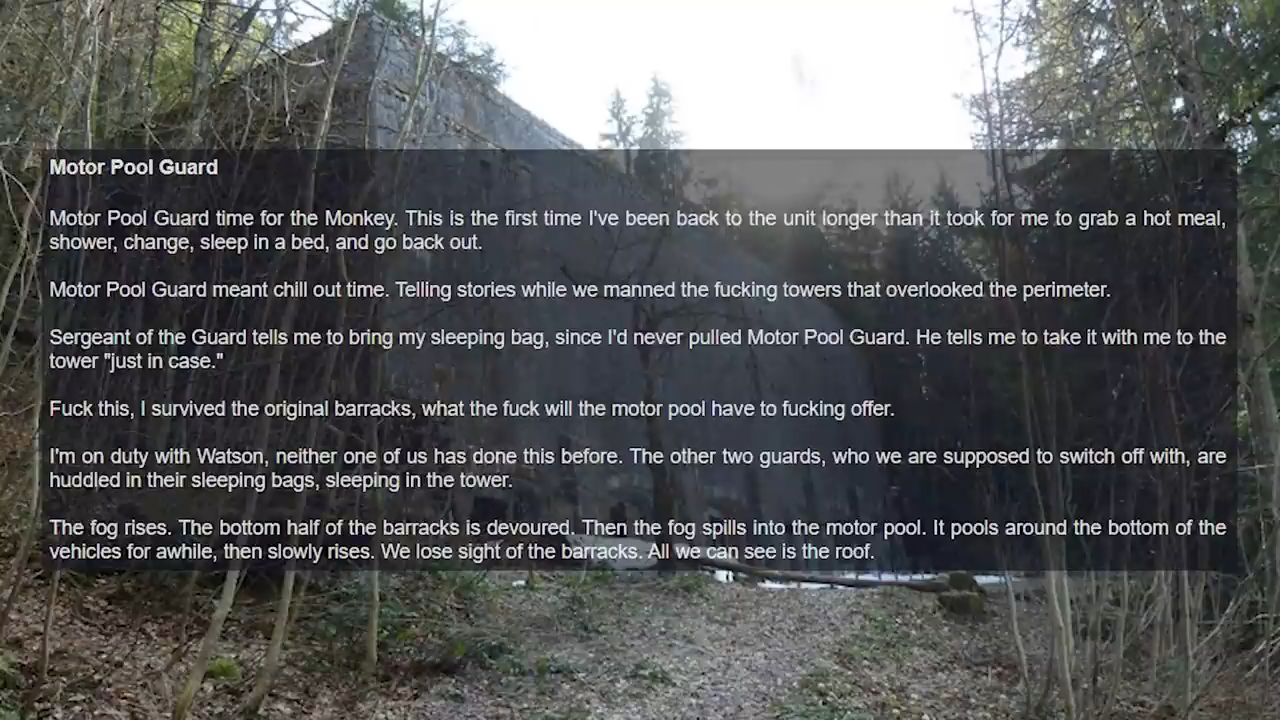 Motor Pool Guard
Motor Pool Guard time for the Monkey. This is the first time I've been back to the unit longer than it took for me to grab a hot meal,
shower, change, sleep in a bed, and go back out.
Motor Pool Guard meant chill out time. Telling stories while we manned the fucking towers that overlooked the perimeter.
Sergeant of the Guard tells me to bring my sleeping bag, since I'd never pulled Motor Pool Guard. He tells me to take it with me to the
tower "just in case."
Fuck this, I survived the original barracks, what the fuck will the motor pool have to fucking offer.
I'm on duty with Watson, neither one of us has done this before. The other two guards, who we are supposed to switch off with, are
huddled in their sleeping bags, sleeping in the tower.
The fog rises. The bottom half of the barracks is devoured. Then the fog spills into the motor pool. It pools around the bottom of the
vehicles for awhile, then slowly rises. We lose sight of the barracks. All we can see is the roof.